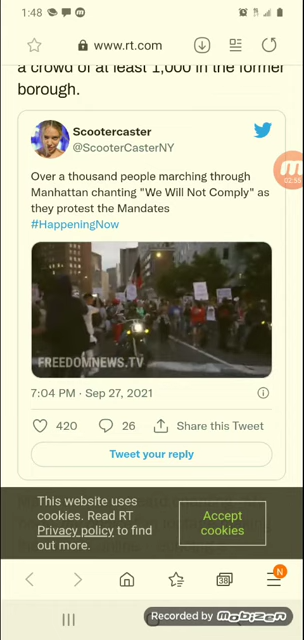 1:48
www.rt.com
a crowd of at least 1,000 in the former
borough.
Scootercaster
@ScooterCasterNY
Over a thousand people marching through
Manhattan chanting "We Will Not Comply" as
they protest the Mandates
#HappeningNow
FREEDOMNEWS.TV
7:04 PM · Sep 27, 2021
420 26 Share this Tweet
Tweet your reply
This website uses
cookies. Read RT
Privacy policy to find
out more.
Accept
cookies
38
N
Recorded by mobizen